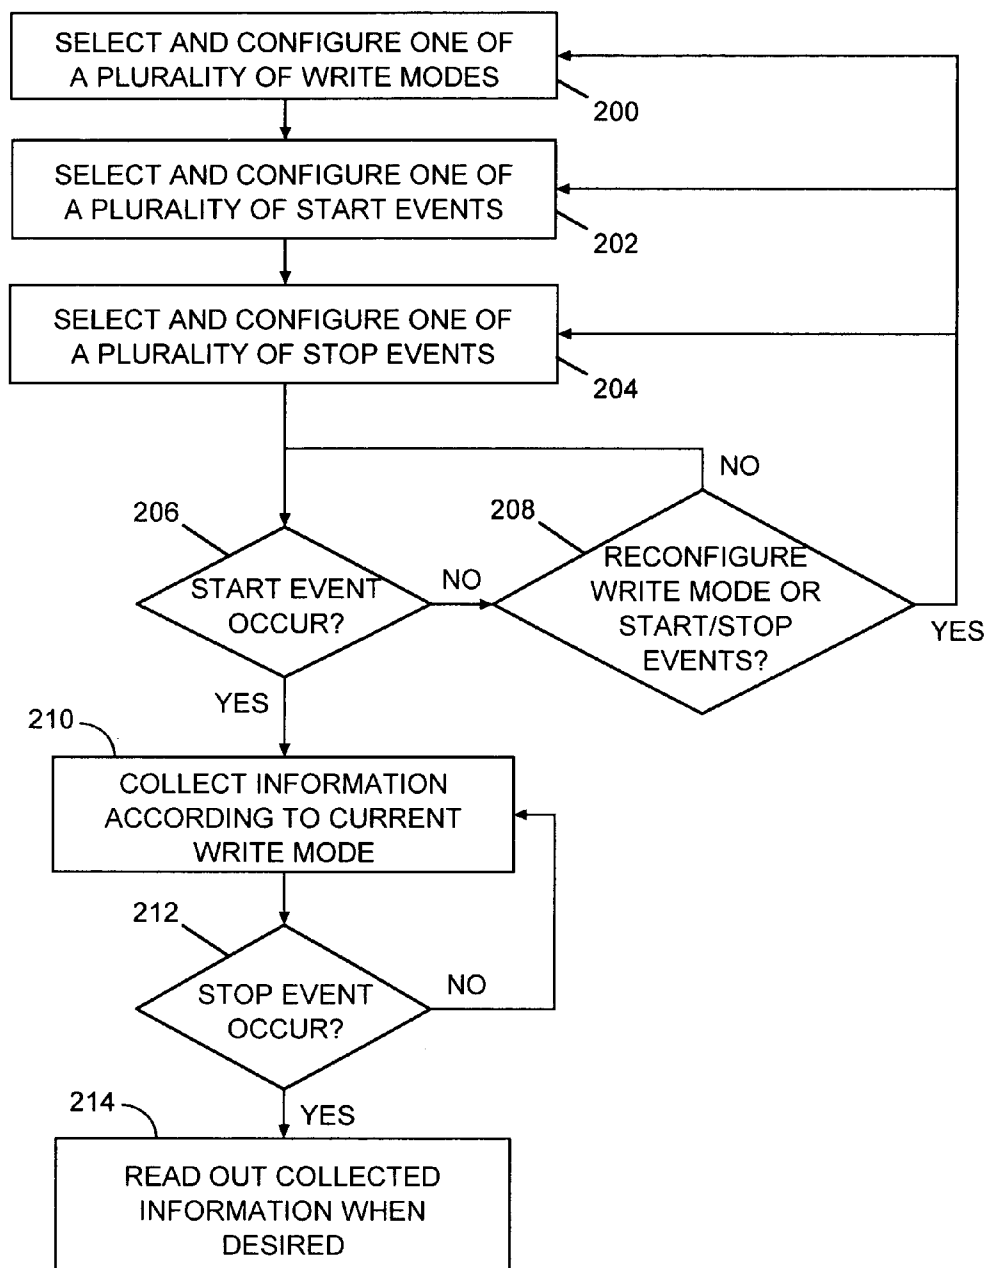 SELECT AND CONFIGURE ONE OF
A PLURALITY OF WRITE MODES
200
SELECT AND CONFIGURE ONE OF
A PLURALITY OF START EVENTS
202
SELECT AND CONFIGURE ONE OF
A PLURALITY OF STOP EVENTS
204
NO
206
208
START EVENT
OCCUR?
NO
RECONFIGURE
WRITE MODE OR
START/STOP
EVENTS?
YES
YES
210
COLLECT INFORMATION
ACCORDING TO CURRENT
WRITE MODE
212
STOP EVENT
OCCUR?
NO
214
YES
READ OUT COLLECTED
INFORMATION WHEN
DESIRED